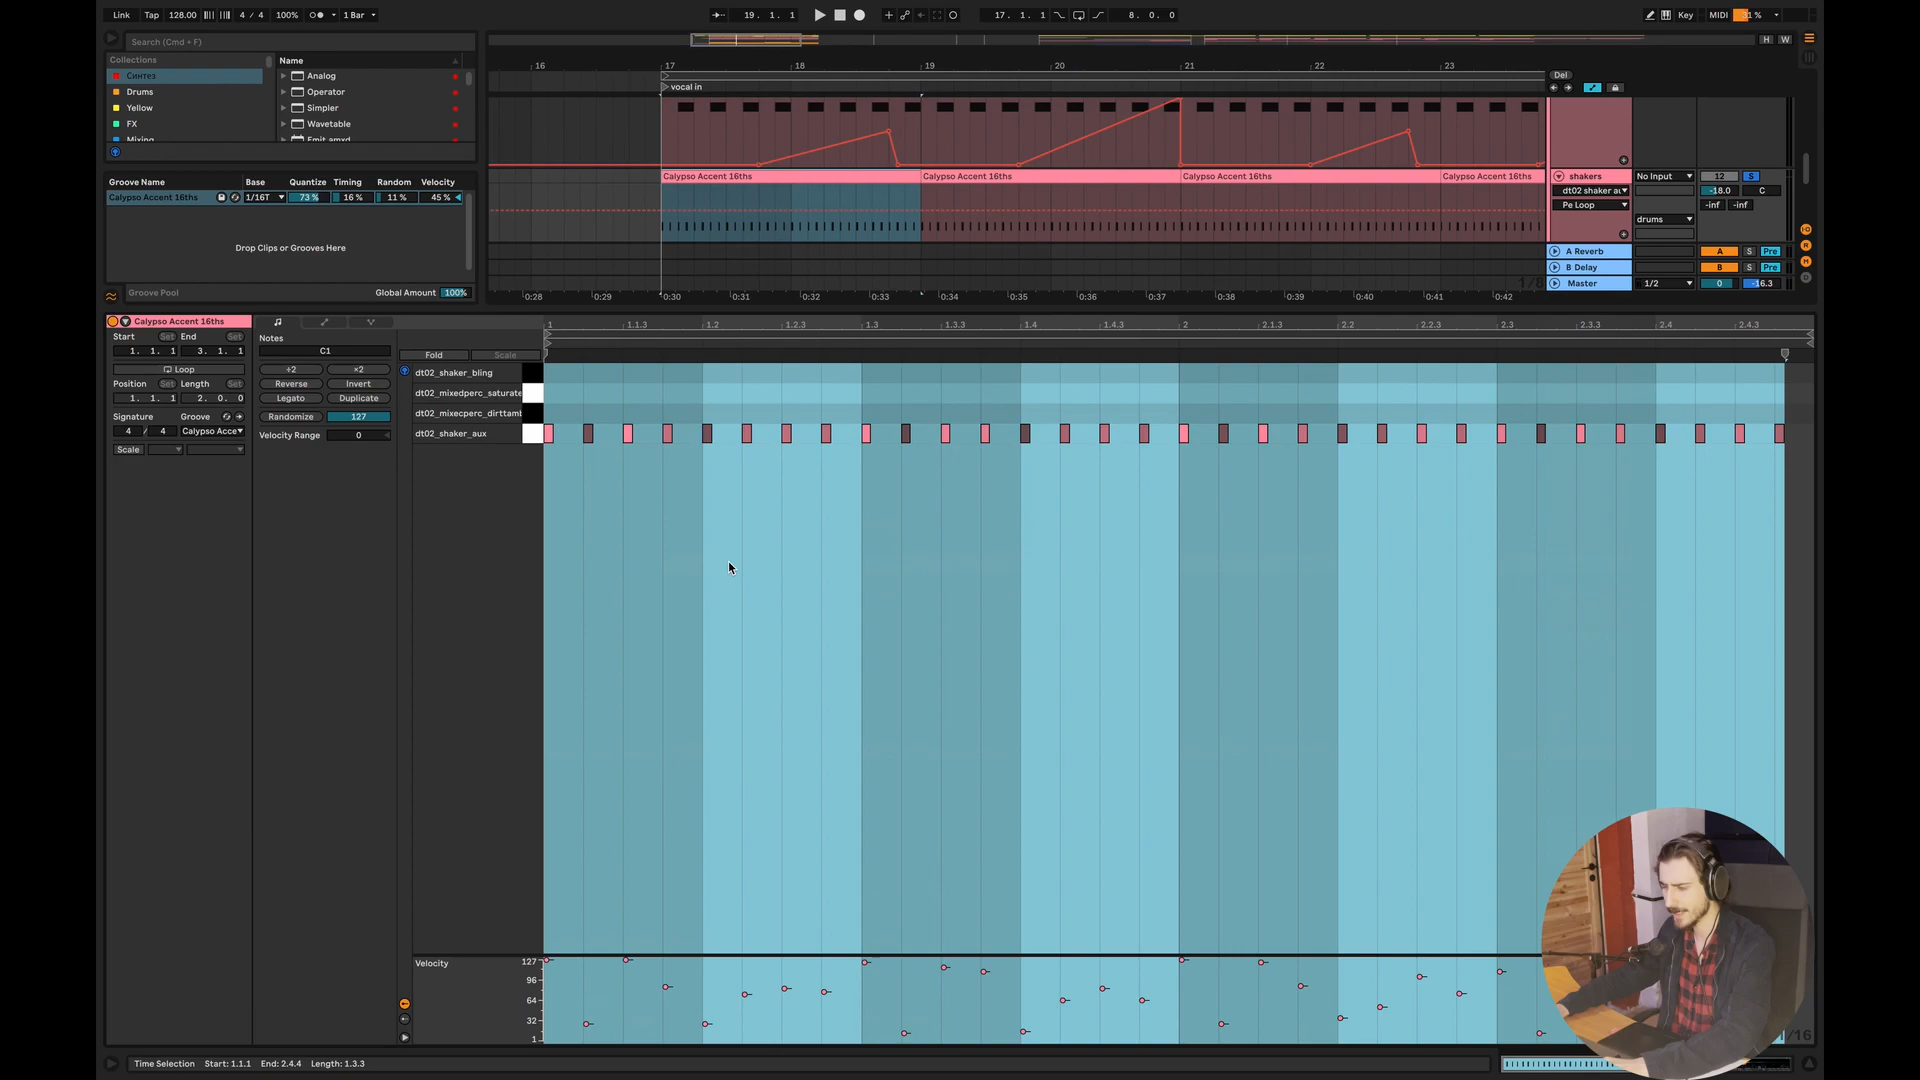 Link Tap 128.00 4 / 4 100% 1 Bar 19. 1. 1 17. 1. 1 8. 0. 0 Key MIDI 31 %
Search (Cmd + F) H W
Collections Name
Синтез Analog
Drums Operator
Yellow Simpler
FX Wavetable
Mixing Emit.amxd
16 17 18 19 20 21 22 23
Del
vocal in
Groove Name Base Quantize Timing Random Velocity
Calypso Accent 16ths 1/16T 73 % 16 % 11 % 45 %
Drop Clips or Grooves Here
Groove Pool Global Amount 100%
Calypso Accent 16ths Calypso Accent 16ths Calypso Accent 16ths Calypso Accent 16ths
shakers No Input 12 S
dt02 shaker au -18.0 C
Pe Loop -inf -inf
drums
A Reverb A S Pre
B Delay B S Pre
Master 1/2 0 -16.3
1/8
0:28 0:29 0:30 0:31 0:32 0:33 0:34 0:35 0:36 0:37 0:38 0:39 0:40 0:41 0:42
Calypso Accent 16ths
Start Set End Set
1. 1. 1 3. 1. 1
Loop
Position Set Length Set
1. 1. 1 2. 0. 0
Signature Groove
4 / 4 Calypso Acce
Scale
Notes
C1
÷2 ×2
Reverse Invert
Legato Duplicate
Randomize 127
Velocity Range 0
1 1.1.3 1.2 1.2.3 1.3 1.3.3 1.4 1.4.3 2 2.1.3 2.2 2.2.3 2.3 2.3.3 2.4 2.4.3
Fold Scale
dt02_shaker_bling
dt02_mixedperc_saturate
dt02_mixecperc_dirttamb
dt02_shaker_aux
Velocity 127
96
64
32
1
/16
Time Selection Start: 1.1.1 End: 2.4.4 Length: 1.3.3